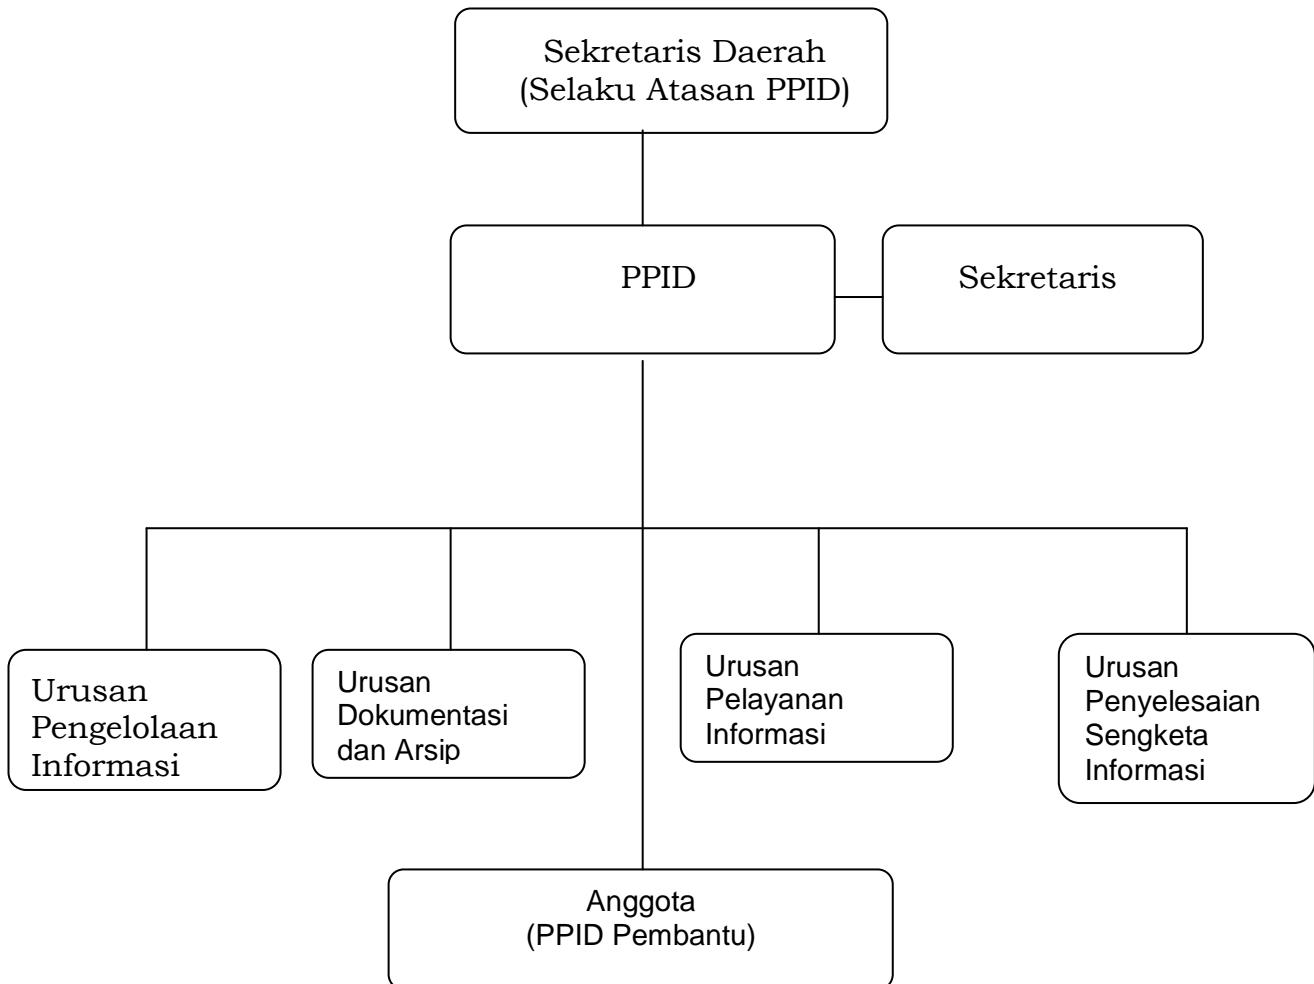 Sekretaris Daerah
(Selaku Atasan PPID)
PPID
Sekretaris
Urusan
Pengelolaan
Informasi
Urusan
Dokumentasi
dan Arsip
Urusan
Pelayanan
Informasi
Urusan
Penyelesaian
Sengketa
Informasi
Anggota
(PPID Pembantu)